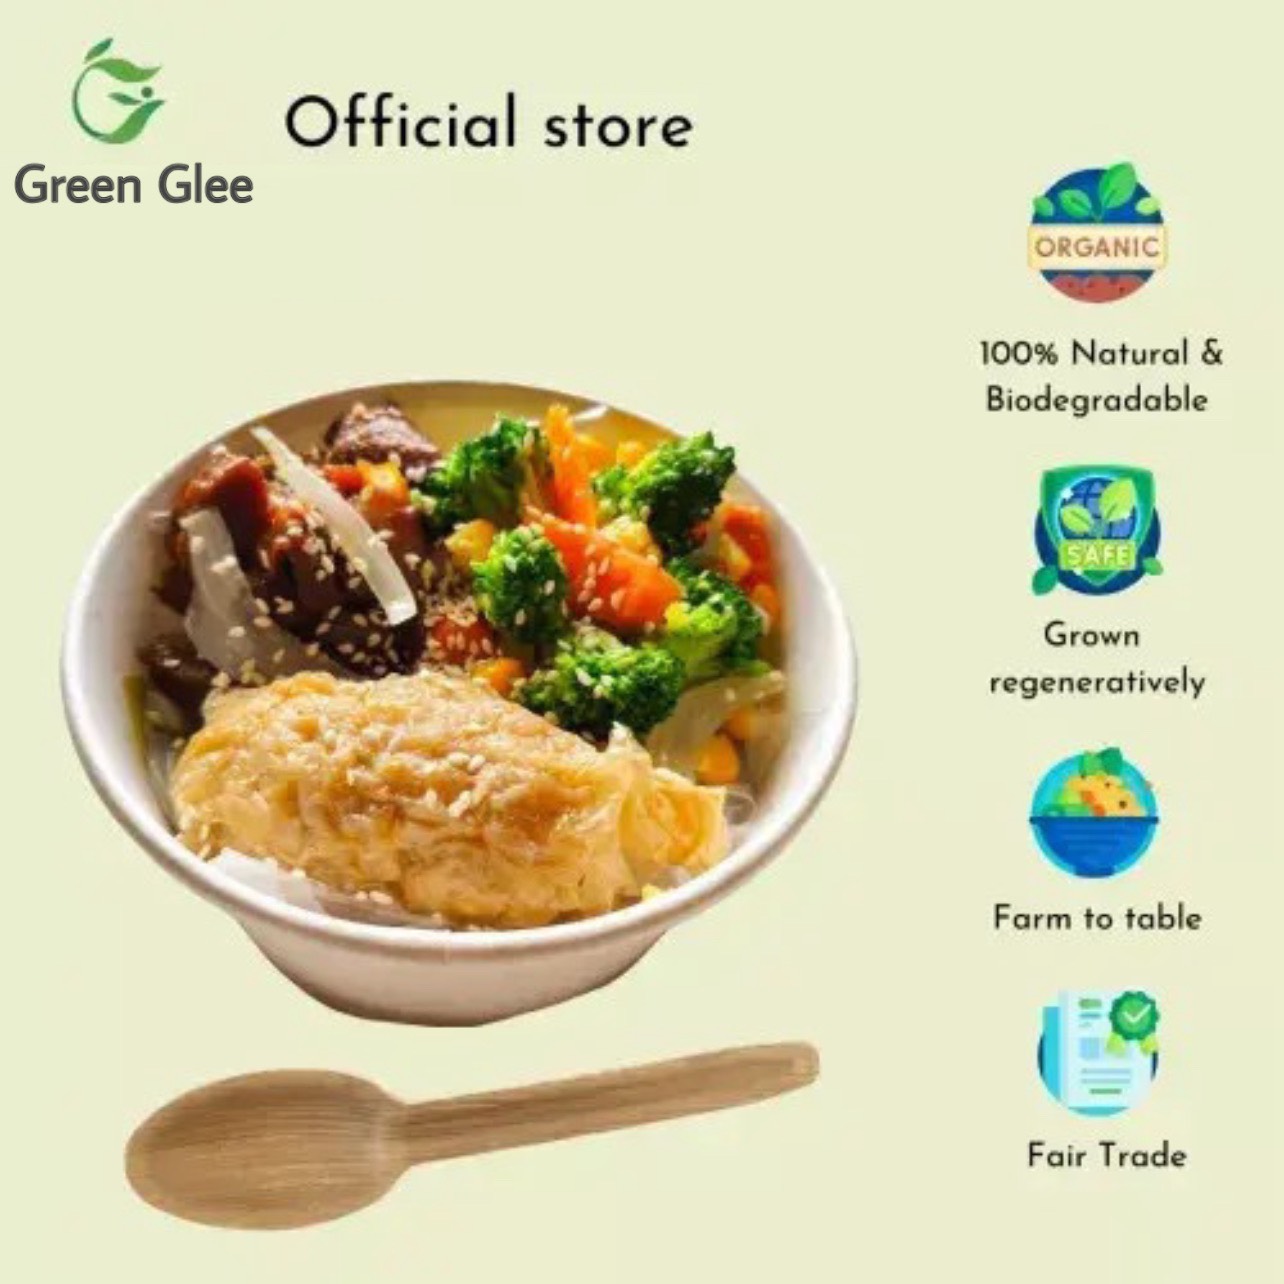 Green Glee
Official store
ORGANIC
100% Natural &
Biodegradable
SAFE
Grown
regeneratively
Farm to table
Fair Trade